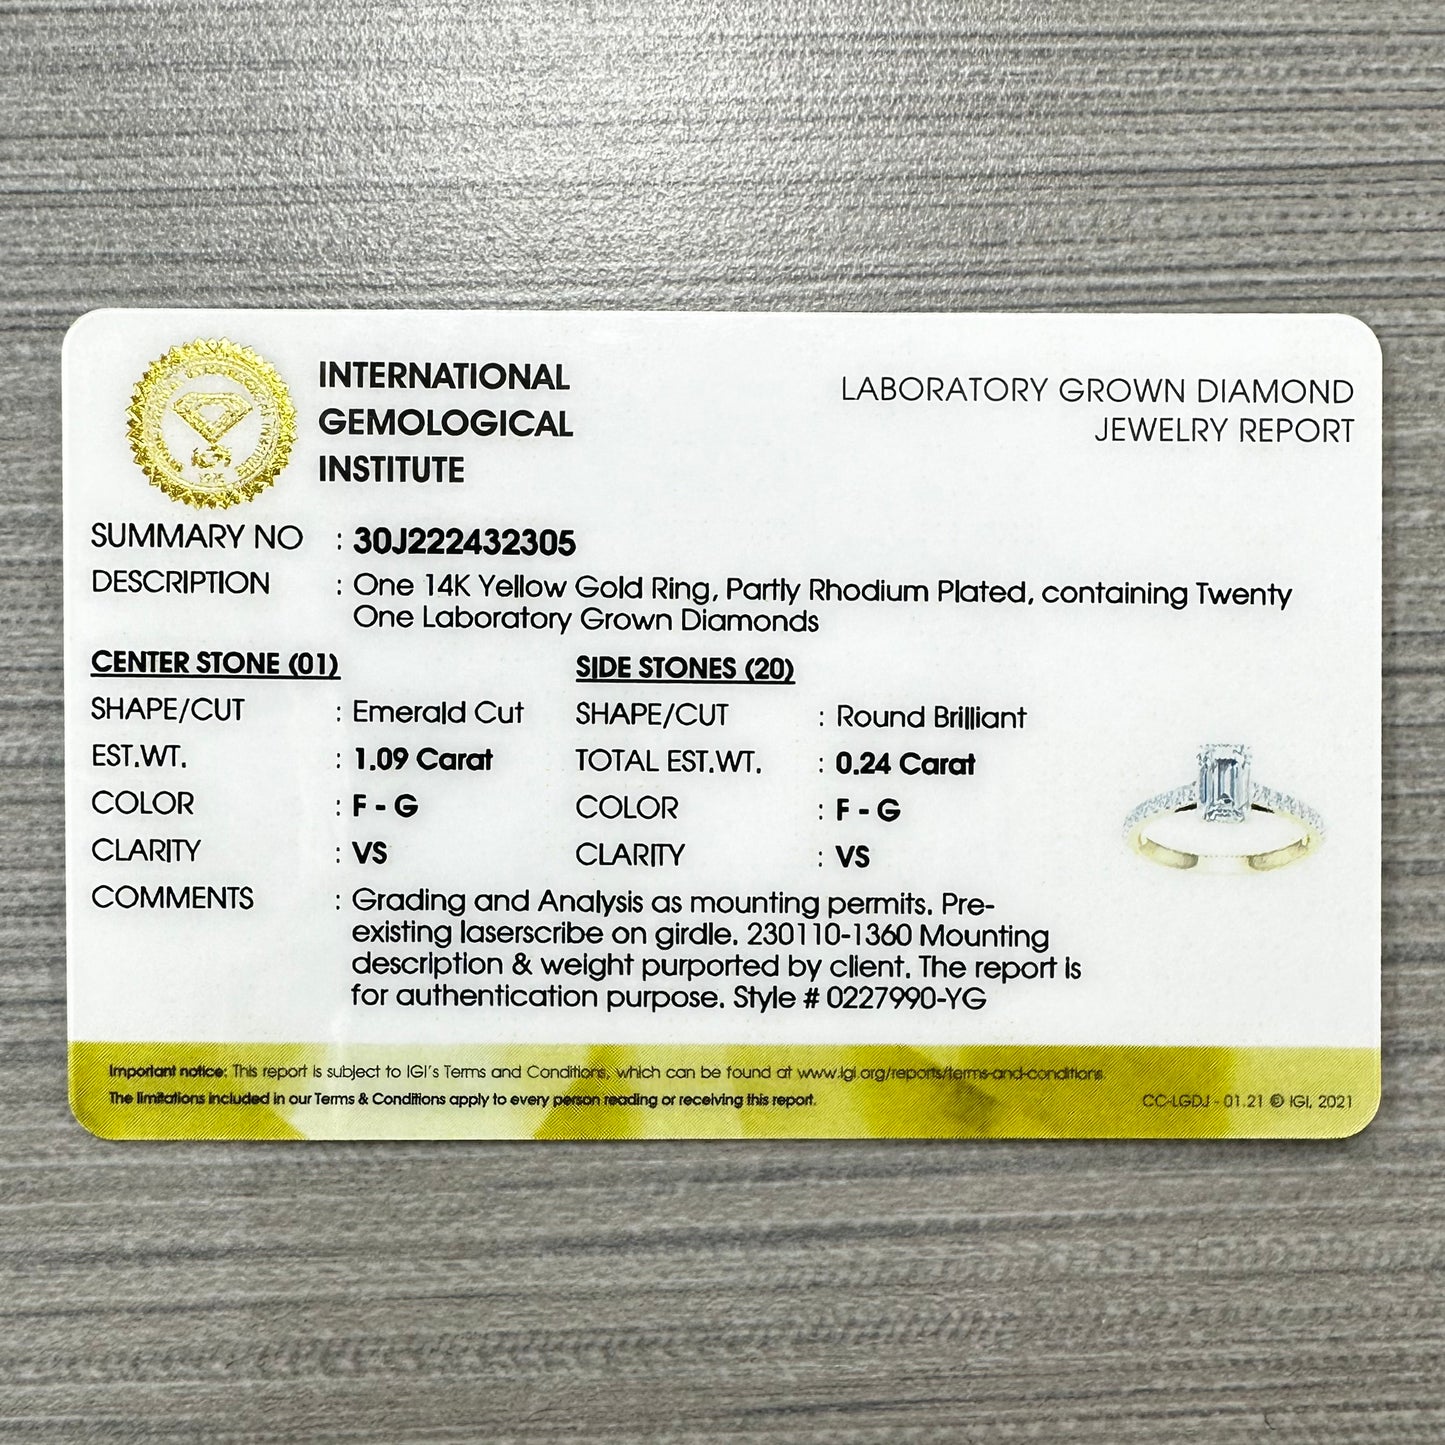 INTERNATIONAL
GEMOLOGICAL
INSTITUTE
LABORATORY GROWN DIAMOND
JEWELRY REPORT
1975
SUMMARY NO : 30J222432305
DESCRIPTION : One 14K Yellow Gold Ring, Partly Rhodium Plated, containing Twenty
One Laboratory Grown Diamonds
CENTER STONE (01)
SHAPE/CUT : Emerald Cut
EST.WT. : 1.09 Carat
COLOR : F - G
CLARITY : VS
SIDE STONES (20)
SHAPE/CUT : Round Brilliant
TOTAL EST.WT. : 0.24 Carat
COLOR : F - G
CLARITY : VS
COMMENTS : Grading and Analysis as mounting permits. Pre-
existing laserscribe on girdle. 230110-1360 Mounting
description & weight purported by client. The report is
for authentication purpose. Style # 0227990-YG
Important notice: This report is subject to IGI's Terms and Conditions, which can be found at www.igi.org/reports/terms-and-conditions.
The limitations included in our Terms & Conditions apply to every person reading or receiving this report.
CC-LGDJ - 01.21 © IGI, 2021